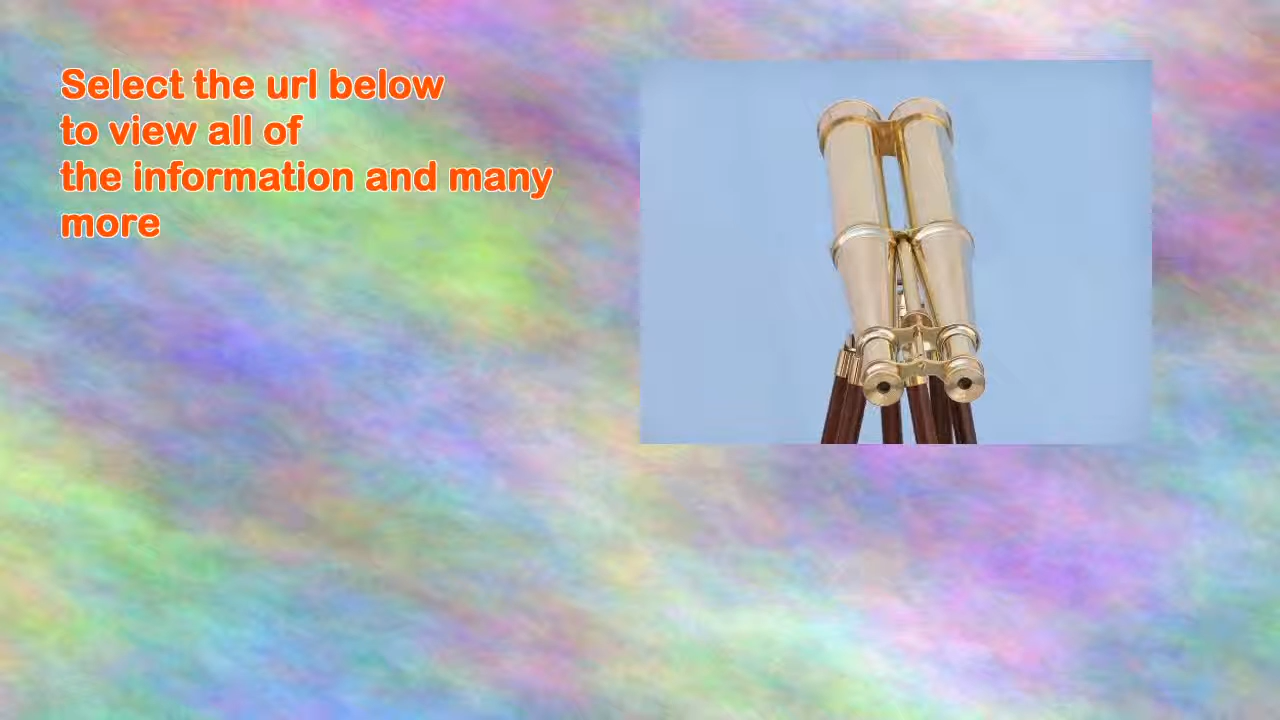 Select the url below
to view all of
the information and many
more